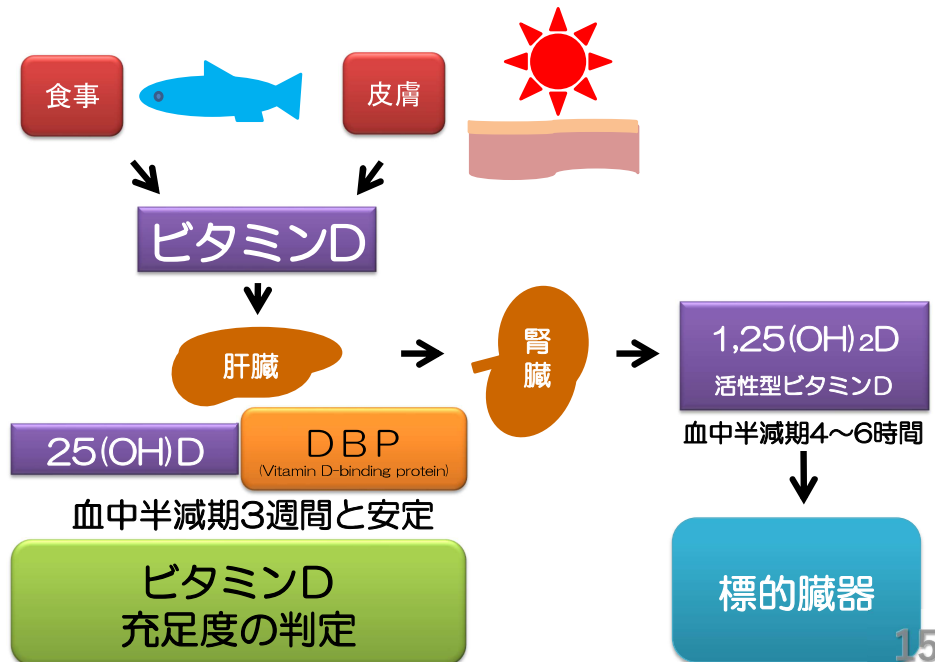 食事
皮膚
ビタミンD
肝臓
腎
臓
1,25(OH)₂D
活性型ビタミンD
血中半減期4～6時間
25(OH)D
DBP
(Vitamin D-binding protein)
血中半減期3週間と安定
ビタミンD
充足度の判定
標的臓器
15